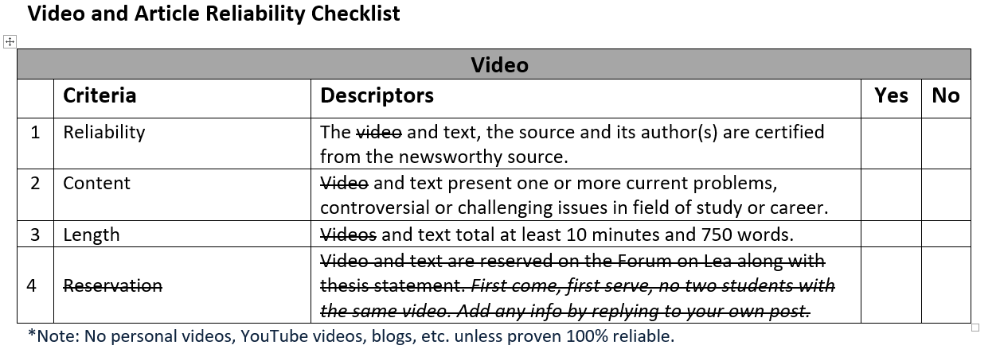 Video and Article Reliability Checklist
Video
Criteria Descriptors Yes No
1 Reliability The video and text, the source and its author(s) are certified
from the newsworthy source.
2 Content Video and text present one or more current problems,
controversial or challenging issues in field of study or career.
3 Length Videos and text total at least 10 minutes and 750 words.
Video and text are reserved on the Forum on Lea along with
4 Reservation thesis statement. First come, first serve, no two students with
the same video. Add any info by replying to your own post.
*Note: No personal videos, YouTube videos, blogs, etc. unless proven 100% reliable.